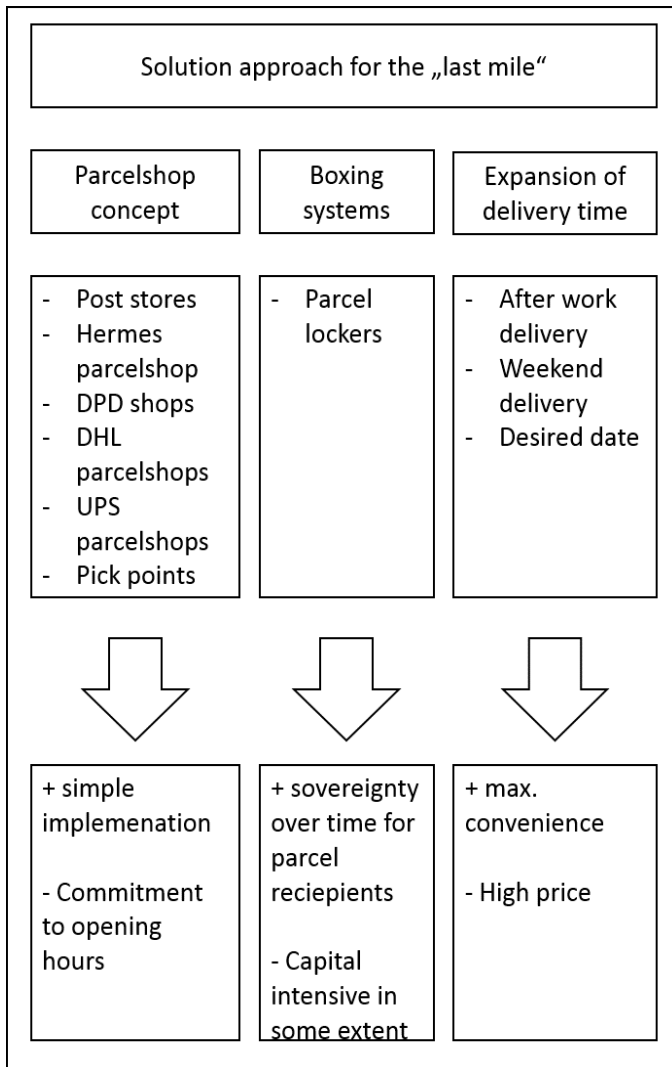 Solution approach for the „last mile“
Parcelshop
concept
Boxing
systems
Expansion of
delivery time
- Post stores
- Hermes
parcelshop
- DPD shops
- DHL
parcelshops
- UPS
parcelshops
- Pick points
- Parcel
lockers
- After work
delivery
- Weekend
delivery
- Desired date
+ simple
implemenation
- Commitment
to opening
hours
+ sovereignty
over time for
parcel
reciepients
- Capital
intensive in
some extent
+ max.
convenience
- High price